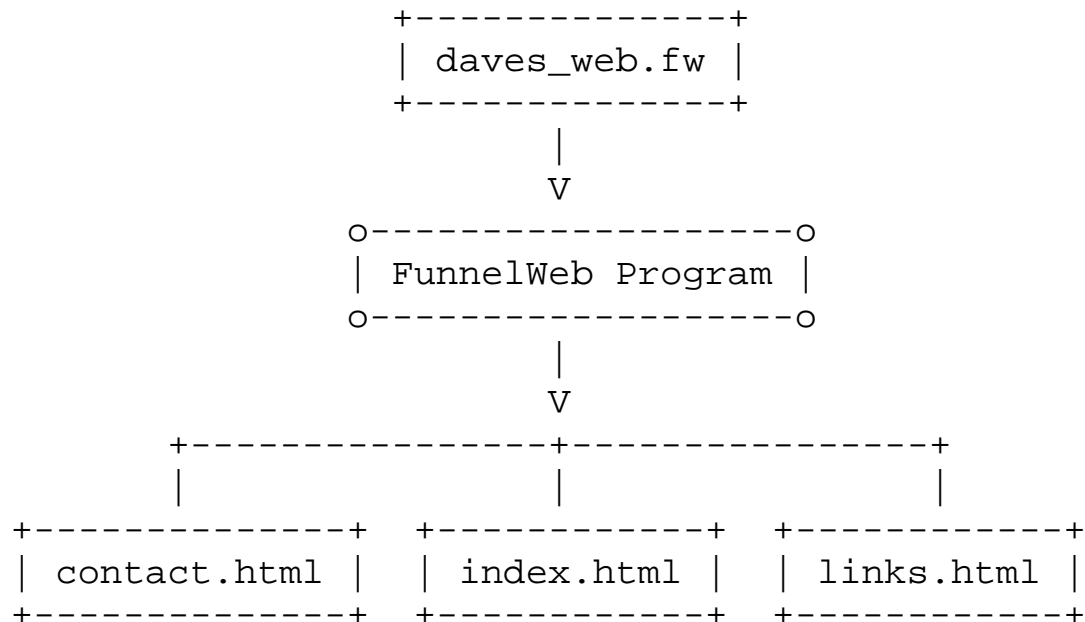 daves_web.fw
V
FunnelWeb Program
V
contact.html index.html links.html